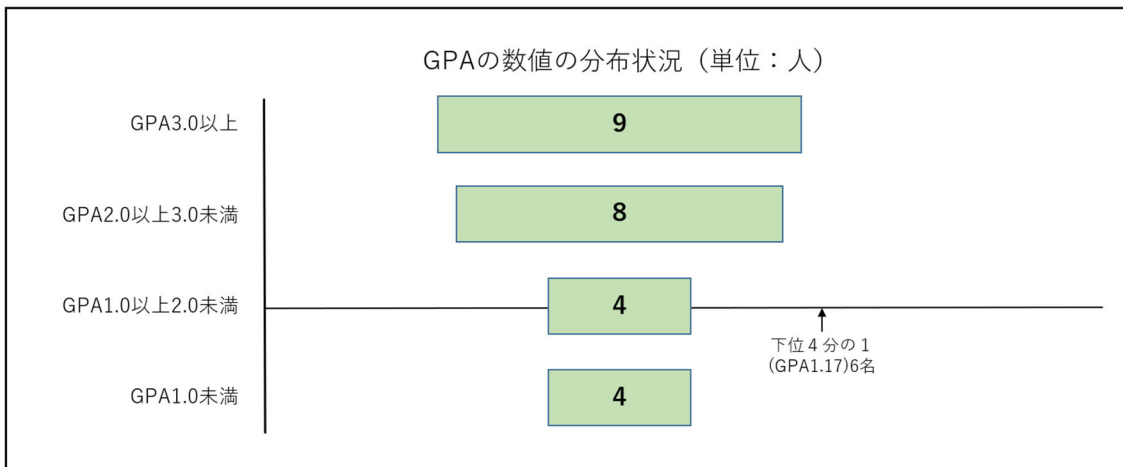 GPAの数値の分布状況（単位：人）
GPA3.0以上
9
GPA2.0以上3.0未満
8
GPA1.0以上2.0未満
4
下位４分の１
(GPA1.17)6名
GPA1.0未満
4